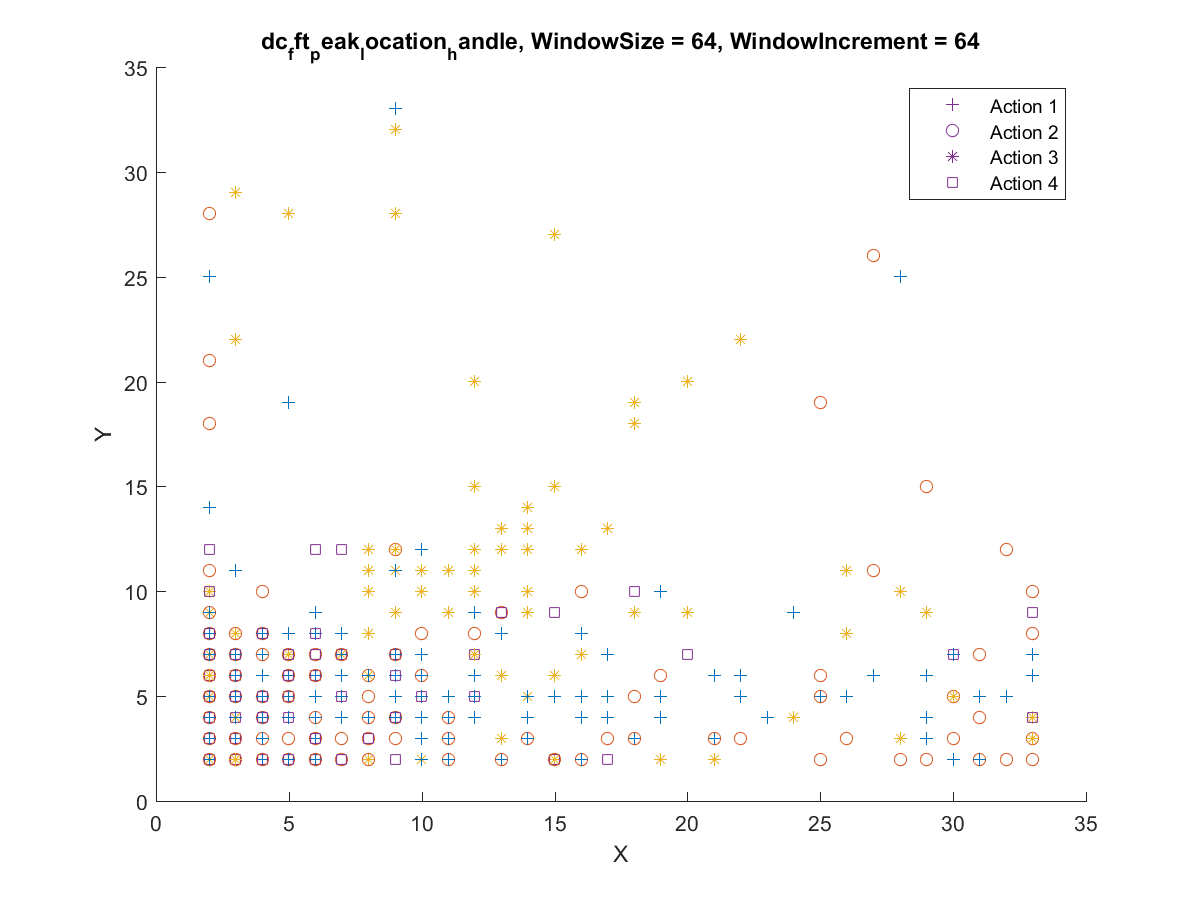 dc_fft_peak_location_handle, WindowSize = 64, WindowIncrement = 64
35
30
25
20
15
10
5
0
Y
0 5 10 15 20 25 30 35
X
Action 1
Action 2
Action 3
Action 4